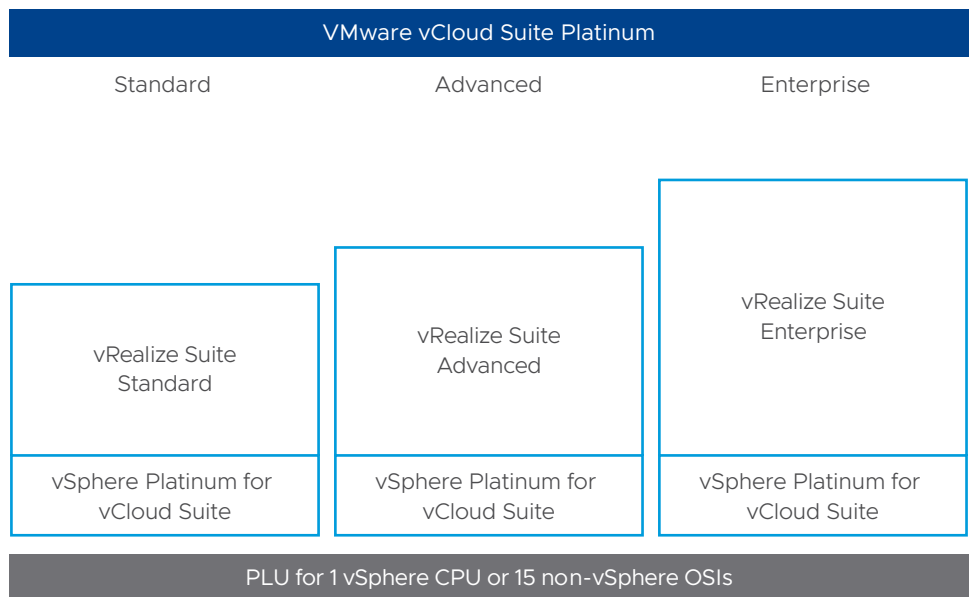 VMware vCloud Suite Platinum
Standard
Advanced
Enterprise
vRealize Suite
Standard
vRealize Suite
Advanced
vRealize Suite
Enterprise
vSphere Platinum for
vCloud Suite
vSphere Platinum for
vCloud Suite
vSphere Platinum for
vCloud Suite
PLU for 1 vSphere CPU or 15 non-vSphere OSIs